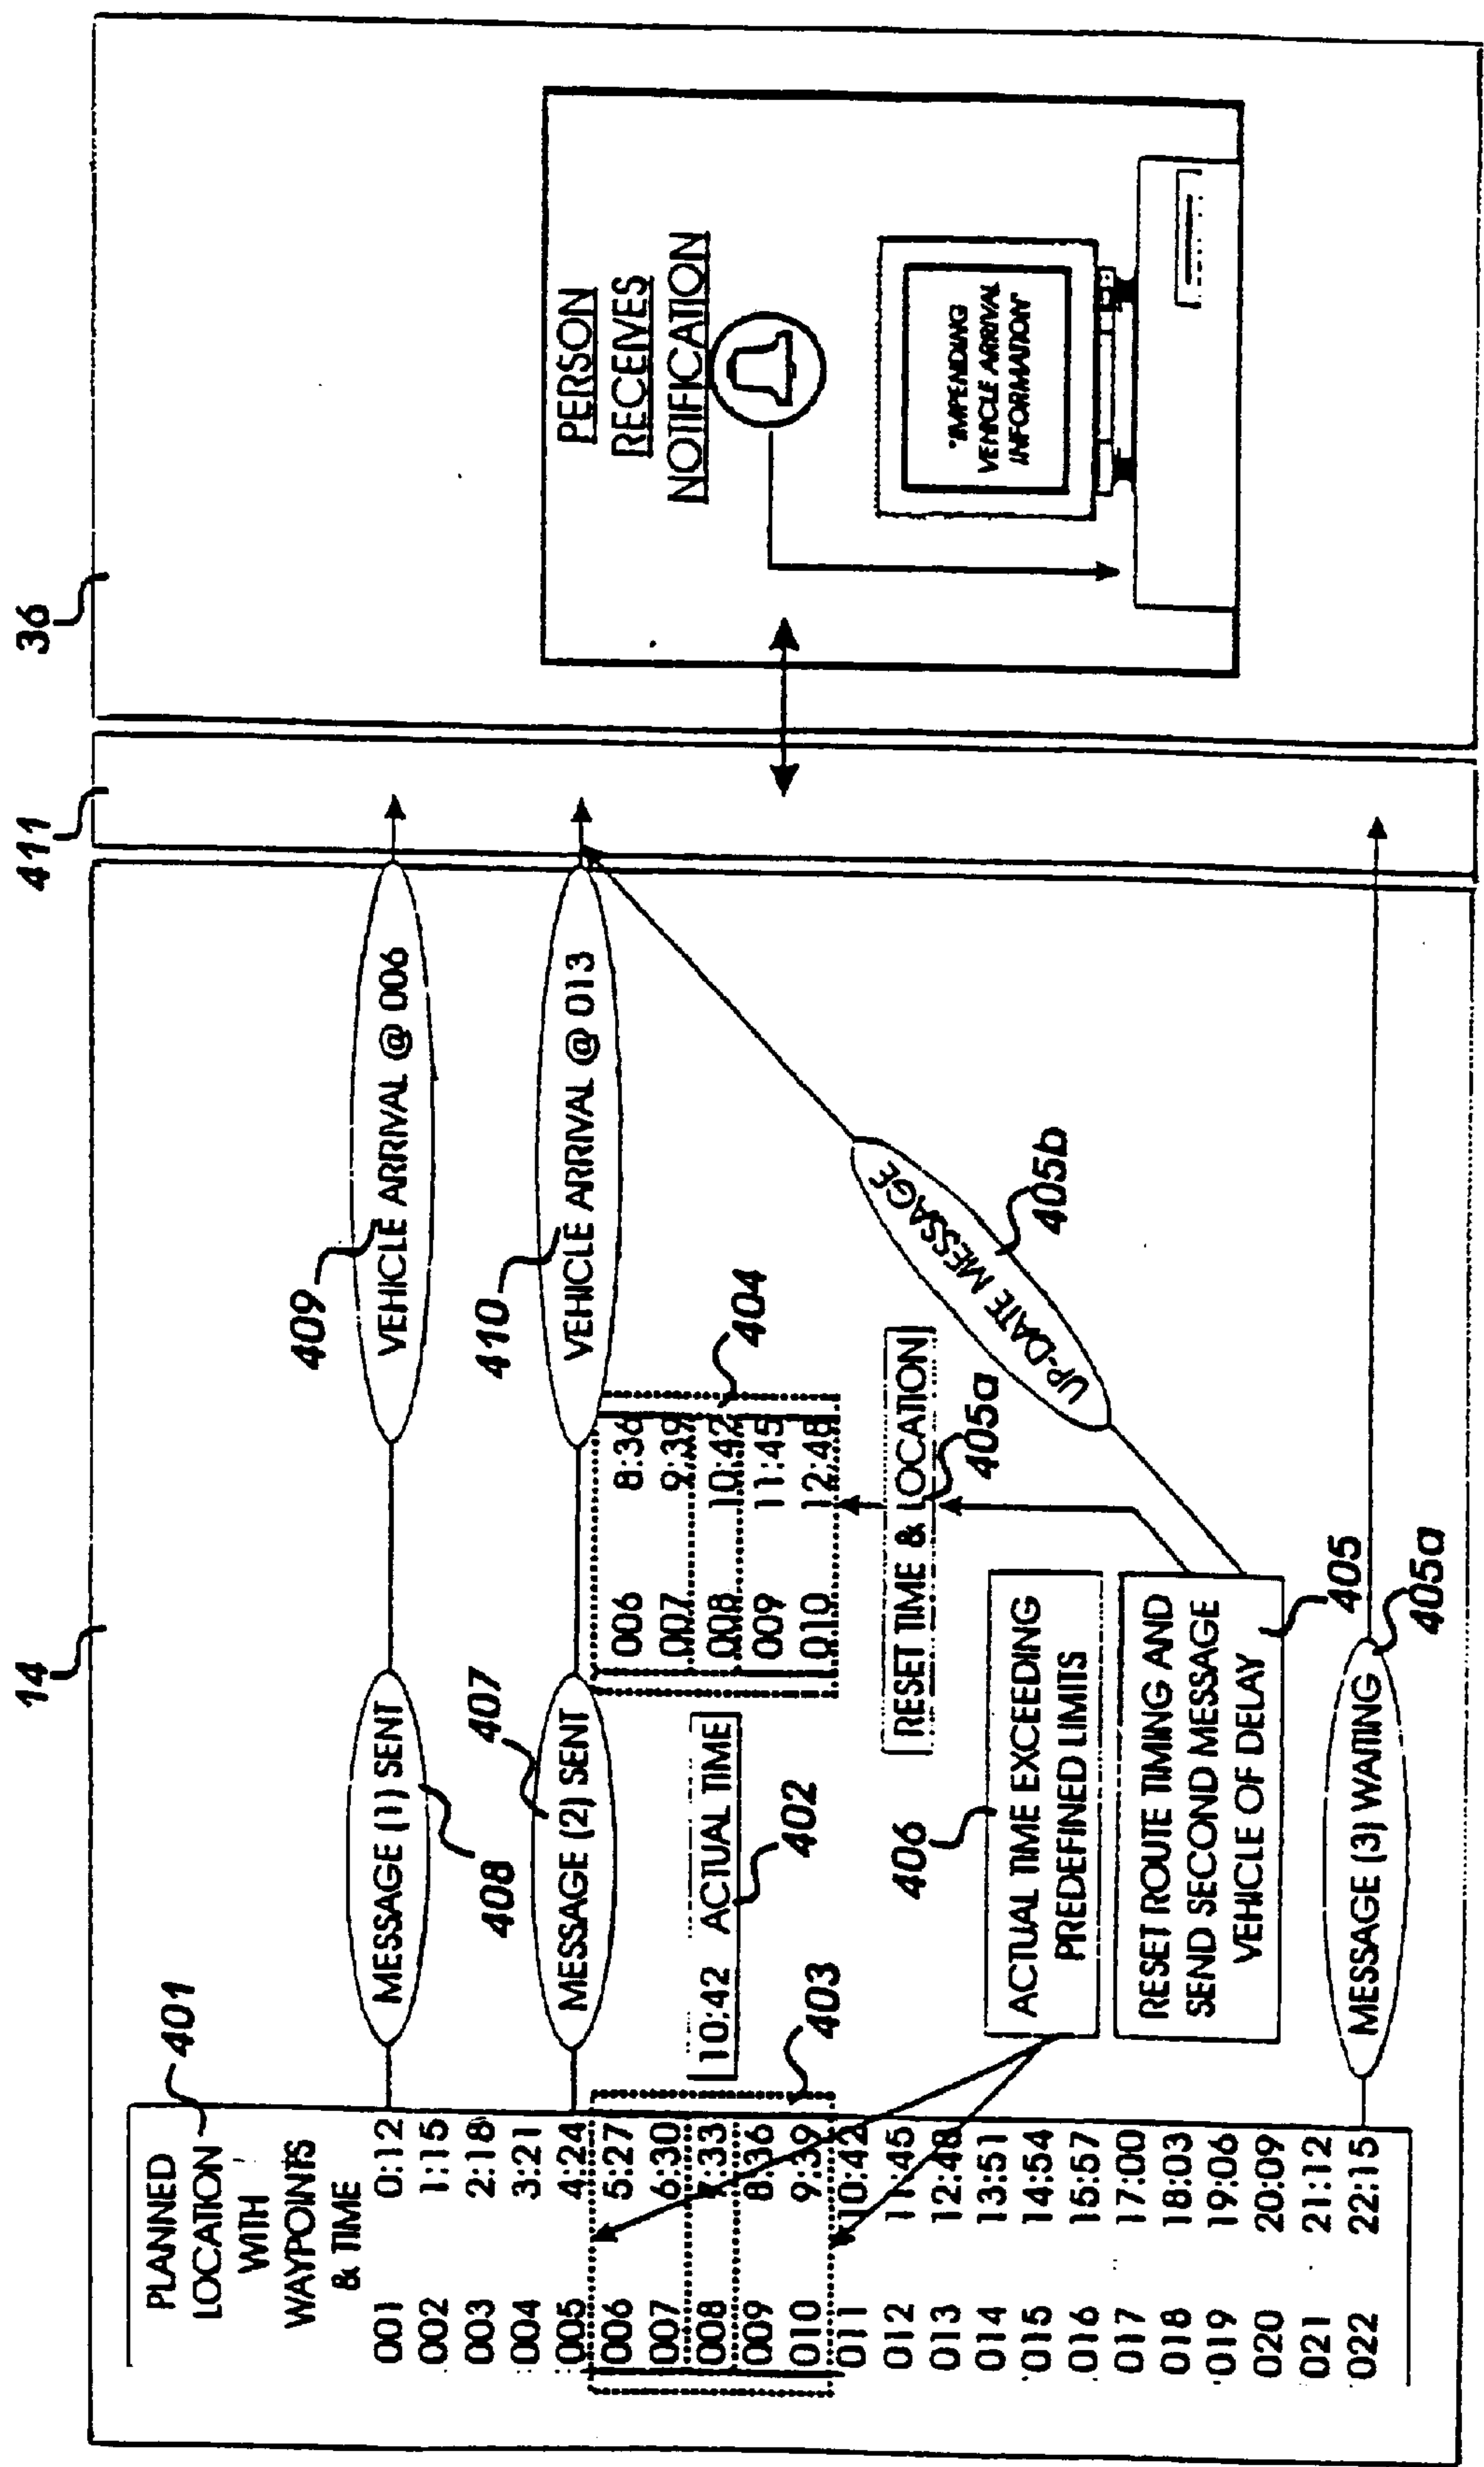 14
411
36
PLANNED
LOCATION
WITH
WAYPOINTS
& TIME
401
001 0:12
002 1:15
003 2:18
004 3:21
005 4:24
006 5:27
007 6:30
008 7:33
009 8:36
010 9:39
011 10:42
012 11:45
013 12:48
014 13:51
015 14:54
016 15:57
017 17:00
018 18:03
019 19:06
020 20:09
021 21:12
022 22:15
MESSAGE (1) SENT
408
VEHICLE ARRIVAL @ 006
409
MESSAGE (2) SENT
407
VEHICLE ARRIVAL @ 013
410
10:42 ACTUAL TIME
402
403
006 8:36
007 9:39
008 10:42
009 11:45
010 12:48
404
RESET TIME & LOCATION
405a
406
ACTUAL TIME EXCEEDING
PREDEFINED LIMITS
RESET ROUTE TIMING AND
SEND SECOND MESSAGE
VEHICLE OF DELAY
405
UP-DATE MESSAGE
405b
MESSAGE (3) WAITING
405a
PERSON
RECEIVES
NOTIFICATION
"IMPENDING
VEHICLE ARRIVAL
INFORMATION"